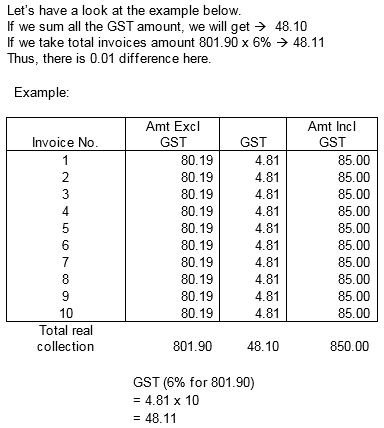 Let's have a look at the example below.
If we sum all the GST amount, we will get → 48.10
If we take total invoices amount 801.90 x 6% → 48.11
Thus, there is 0.01 difference here.
Example:
Invoice No. Amt Excl GST GST Amt Incl GST
1 80.19 4.81 85.00
2 80.19 4.81 85.00
3 80.19 4.81 85.00
4 80.19 4.81 85.00
5 80.19 4.81 85.00
6 80.19 4.81 85.00
7 80.19 4.81 85.00
8 80.19 4.81 85.00
9 80.19 4.81 85.00
10 80.19 4.81 85.00
Total real
collection 801.90 48.10 850.00
GST (6% for 801.90)
= 4.81 x 10
= 48.11